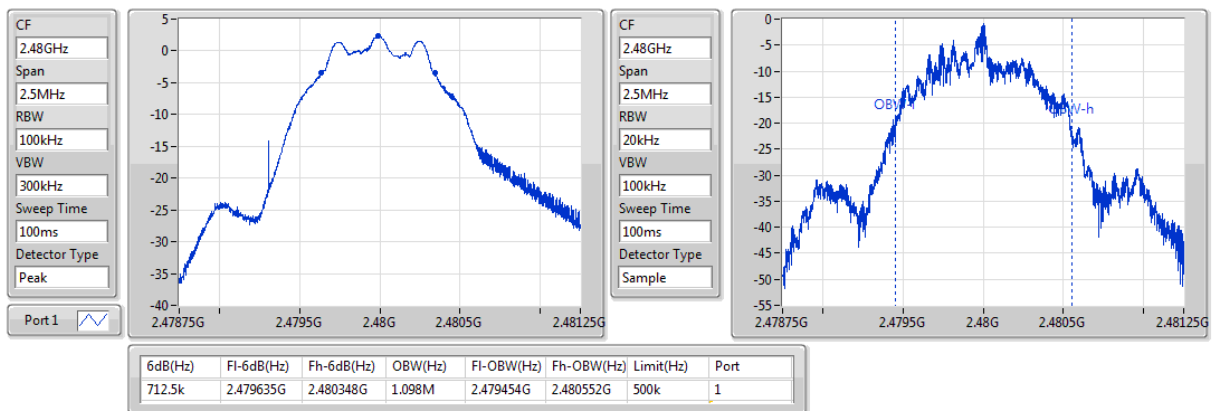 CF
2.48GHz
Span
2.5MHz
RBW
100kHz
VBW
300kHz
Sweep Time
100ms
Detector Type
Peak
Port 1
5
0
-5
-10
-15
-20
-25
-30
-35
-40
2.47875G 2.4795G 2.48G 2.4805G 2.48125G
CF
2.48GHz
Span
2.5MHz
RBW
20kHz
VBW
100kHz
Sweep Time
100ms
Detector Type
Sample
0
-5
-10
-15
-20
-25
-30
-35
-40
-45
-50
-55
2.47875G 2.4795G 2.48G 2.4805G 2.48125G
6dB(Hz) Fl-6dB(Hz) Fh-6dB(Hz) OBW(Hz) Fl-OBW(Hz) Fh-OBW(Hz) Limit(Hz) Port
712.5k 2.479635G 2.480348G 1.098M 2.479454G 2.480552G 500k 1